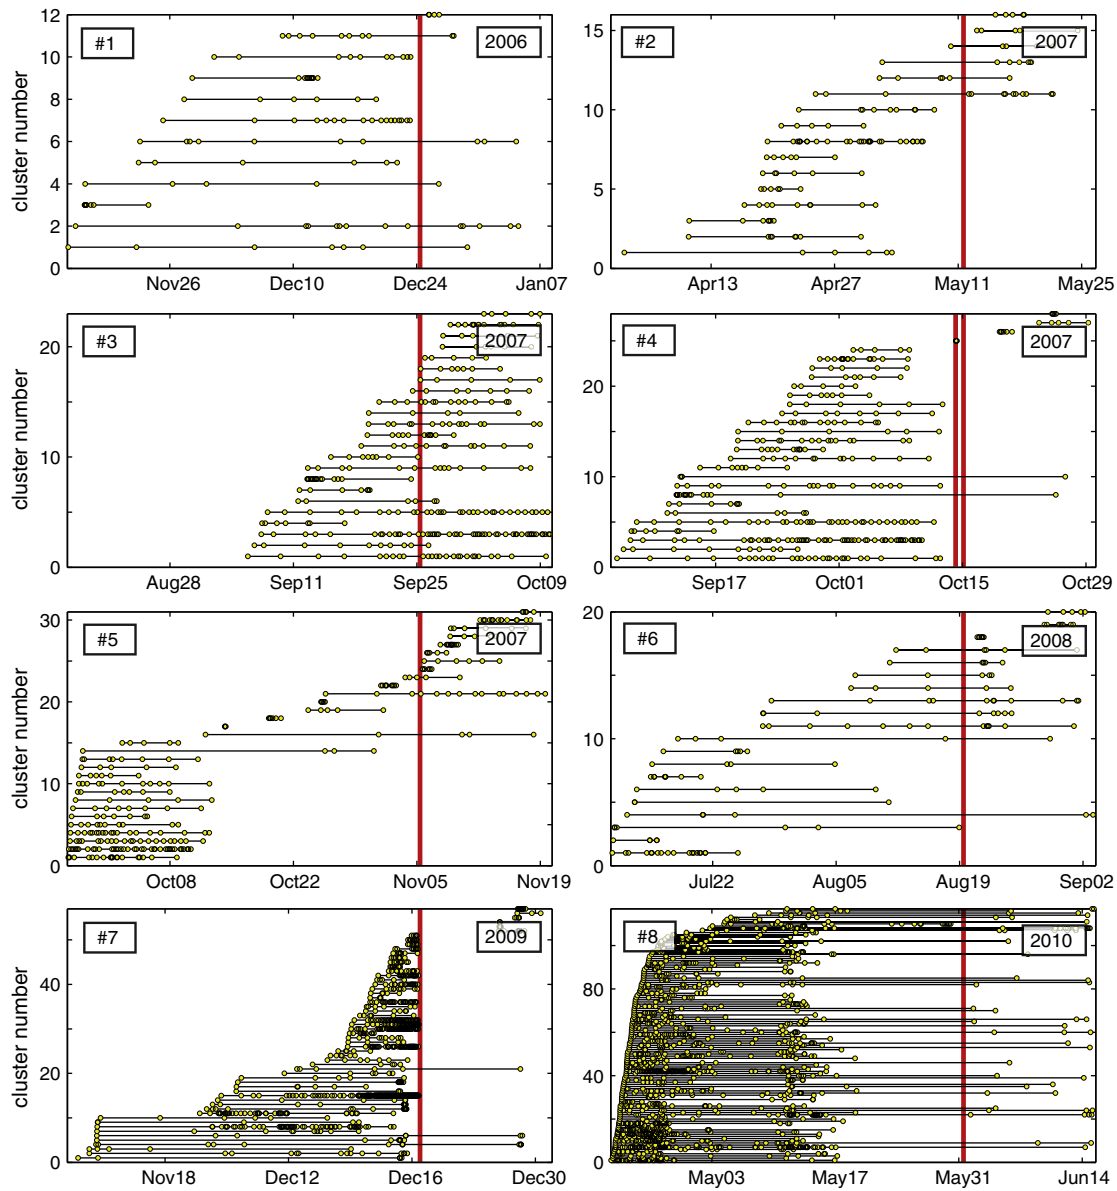 12
10
8
6
4
2
0
cluster number
#1
2006
Nov26
Dec10
Dec24
Jan07
15
10
5
0
#2
2007
Apr13
Apr27
May11
May25
20
10
0
cluster number
#3
2007
Aug28
Sep11
Sep25
Oct09
20
10
0
#4
2007
Sep17
Oct01
Oct15
Oct29
30
20
10
0
cluster number
#5
2007
Oct08
Oct22
Nov05
Nov19
20
10
0
#6
2008
Jul22
Aug05
Aug19
Sep02
40
20
0
cluster number
#7
2009
Nov18
Dec12
Dec16
Dec30
80
40
0
#8
2010
May03
May17
May31
Jun14